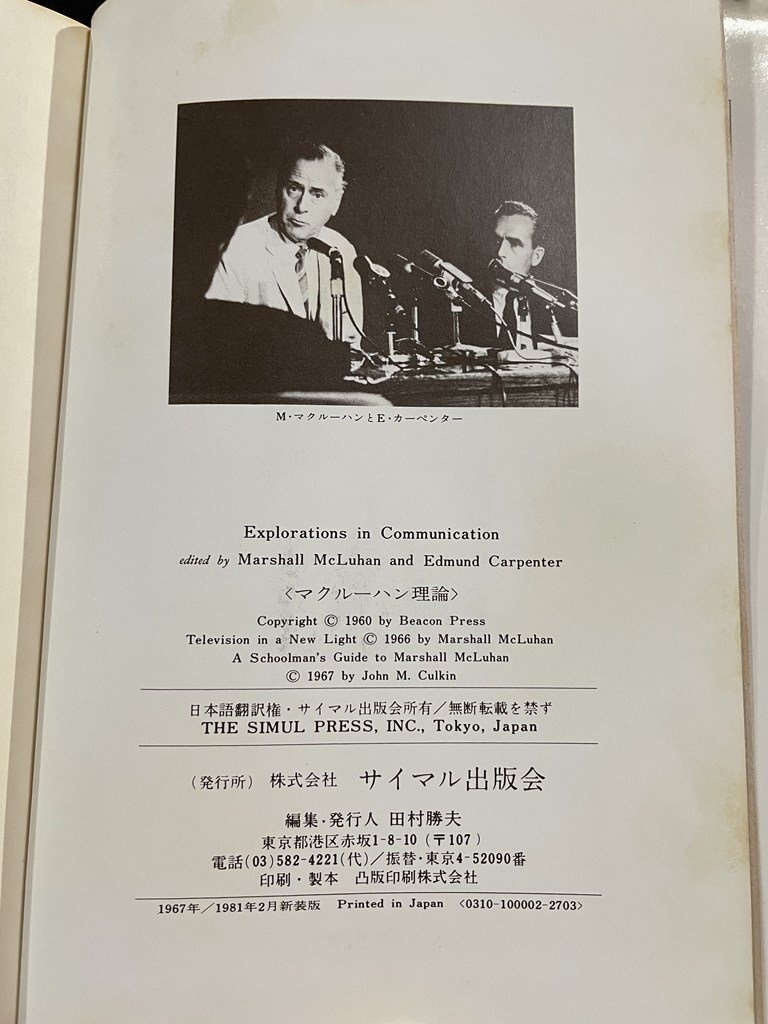 M・マクルーハンとE・カーペンター
Explorations in Communication
edited by Marshall McLuhan and Edmund Carpenter
〈マクルーハン理論〉
Copyright © 1960 by Beacon Press
Television in a New Light © 1966 by Marshall McLuhan
A Schoolman's Guide to Marshall McLuhan
© 1967 by John M. Culkin
日本語翻訳権・サイマル出版会所有／無断転載を禁ず
THE SIMUL PRESS, INC., Tokyo, Japan
(発行所) 株式会社 サイマル出版会
編集・発行人 田村勝夫
東京都港区赤坂1-8-10 (〒107)
電話(03)582-4221(代)／振替・東京4-52090番
印刷・製本 凸版印刷株式会社
1967年／1981年2月新装版 Printed in Japan 〈0310-100002-2703〉